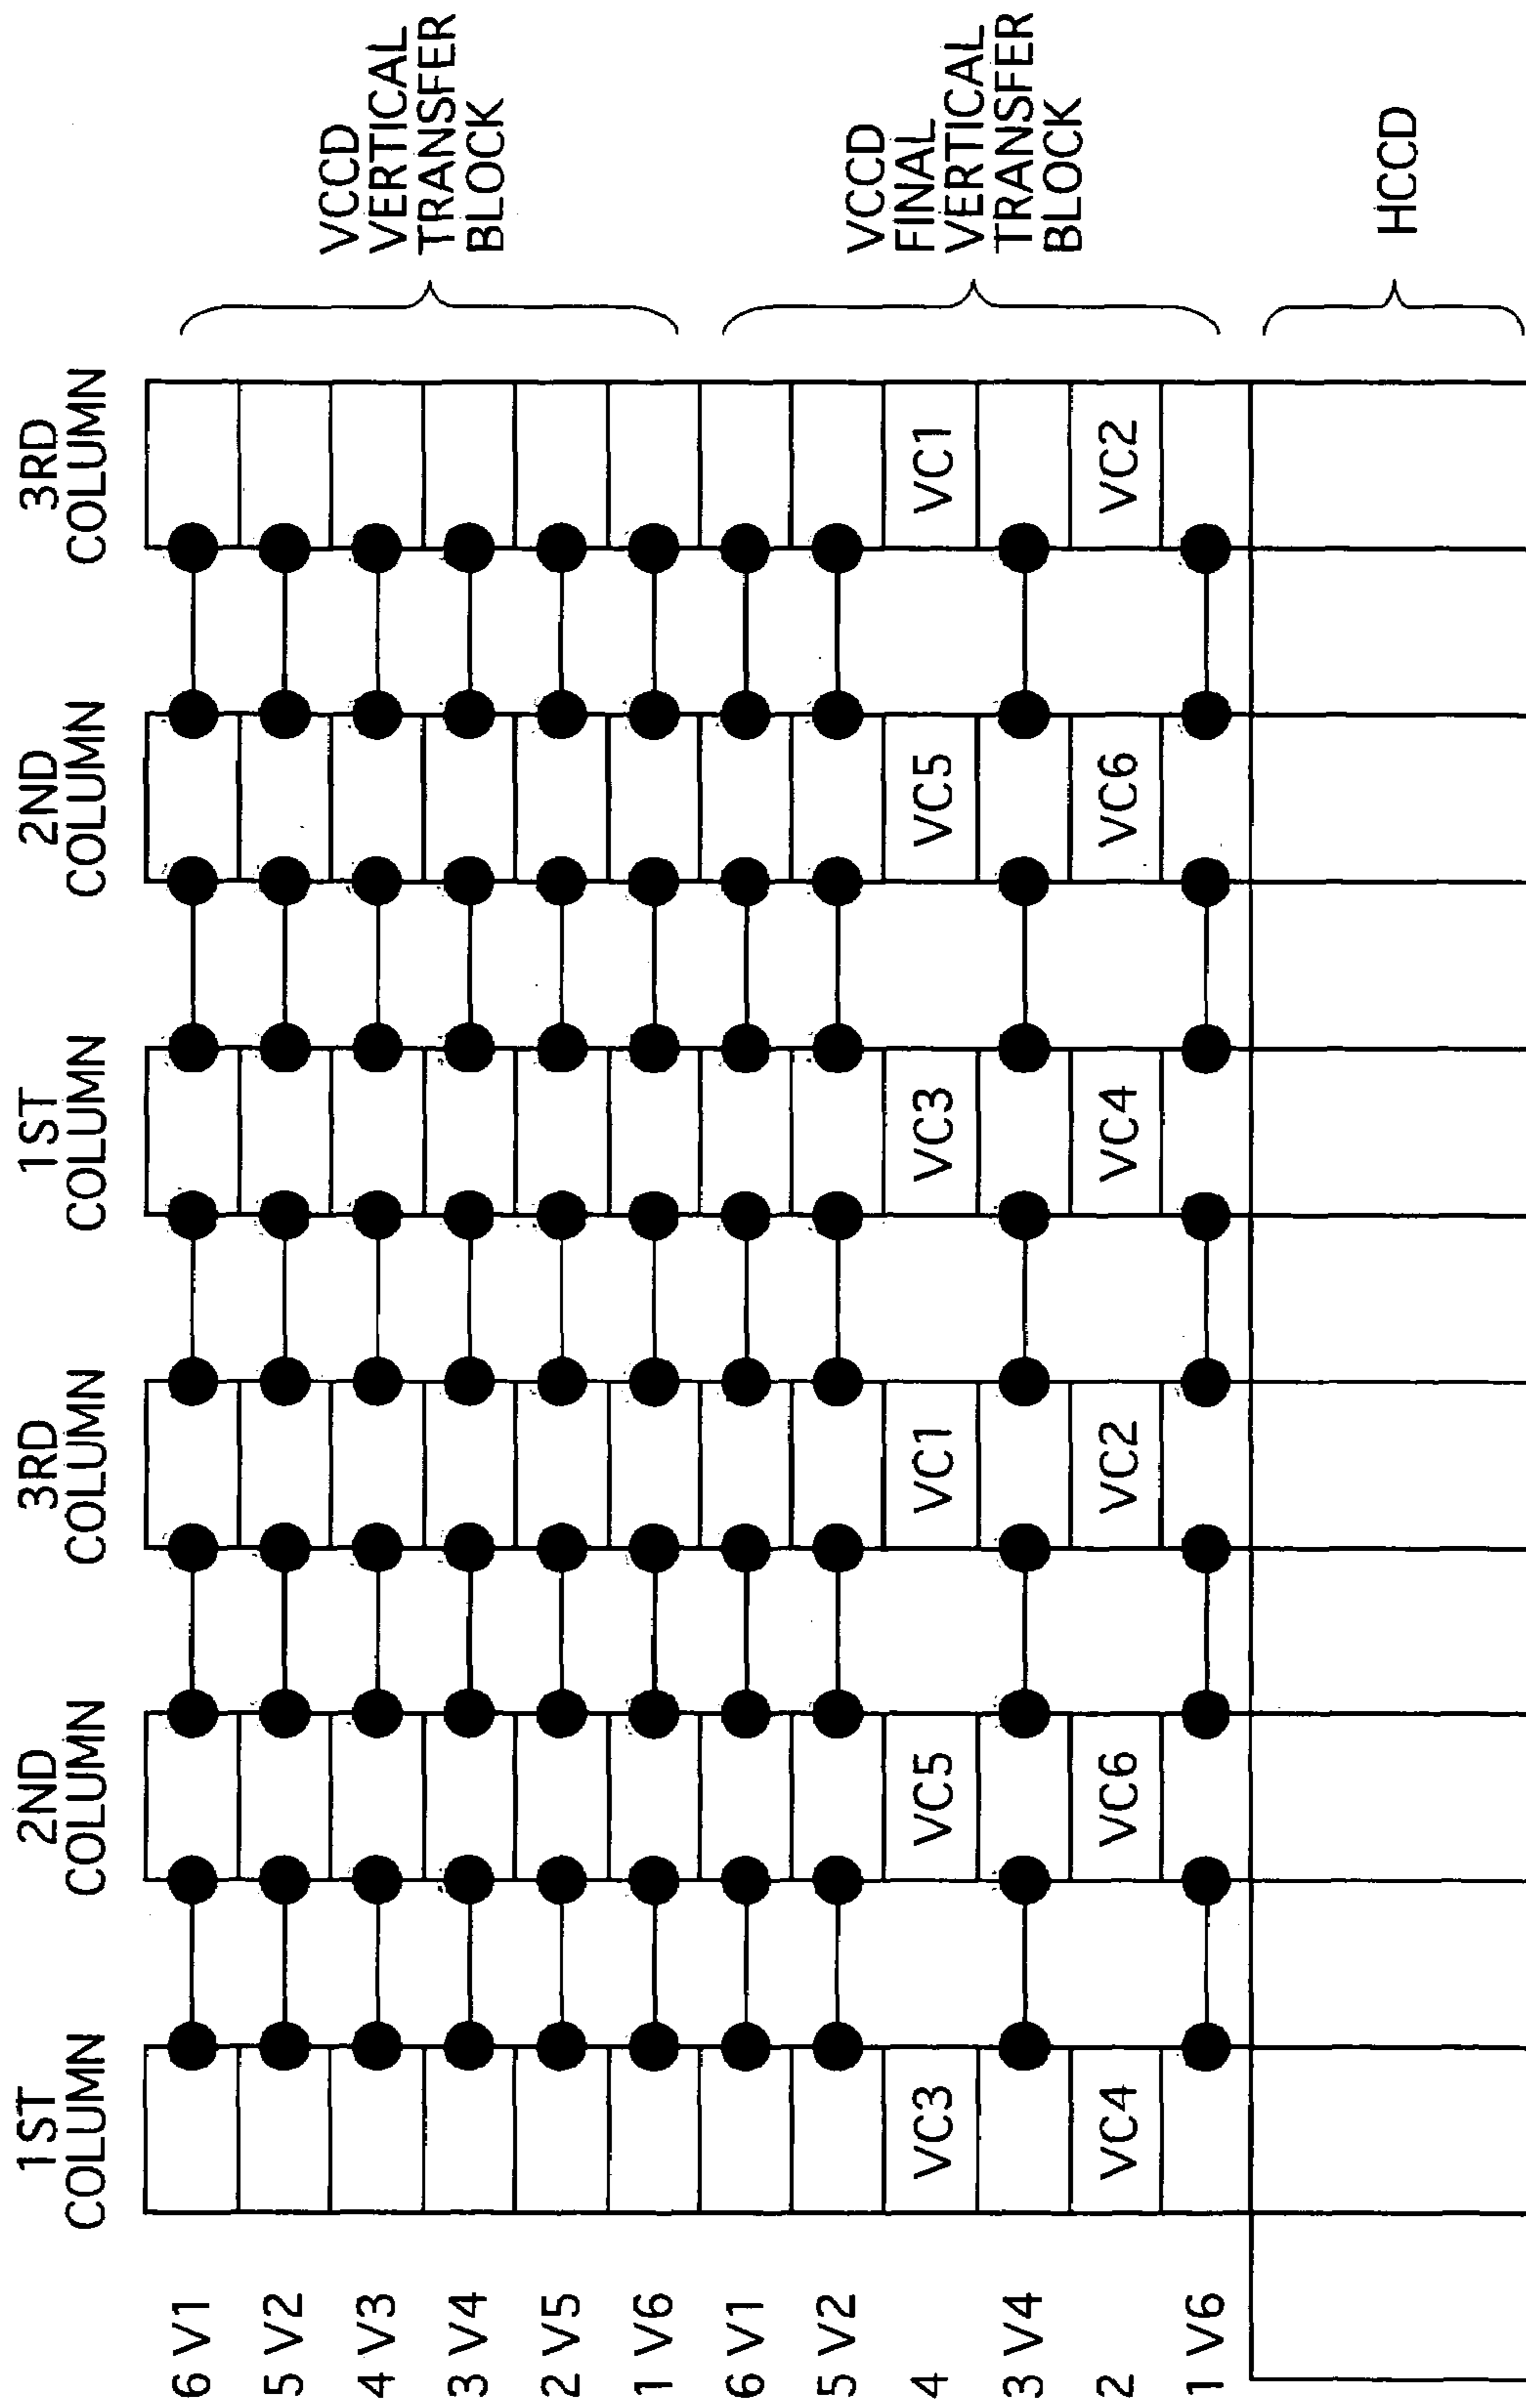 1ST
COLUMN
2ND
COLUMN
3RD
COLUMN
1ST
COLUMN
2ND
COLUMN
3RD
COLUMN
6 V1
5 V2
4 V3
3 V4
2 V5
1 V6
VCCD
VERTICAL
TRANSFER
BLOCK
6 V1
5 V2
4 VC3 VC5 VC1 VC3 VC5 VC1
3 V4
2 VC4 VC6 VC2 VC4 VC6 VC2
1 V6
VCCD
FINAL
VERTICAL
TRANSFER
BLOCK
HCCD